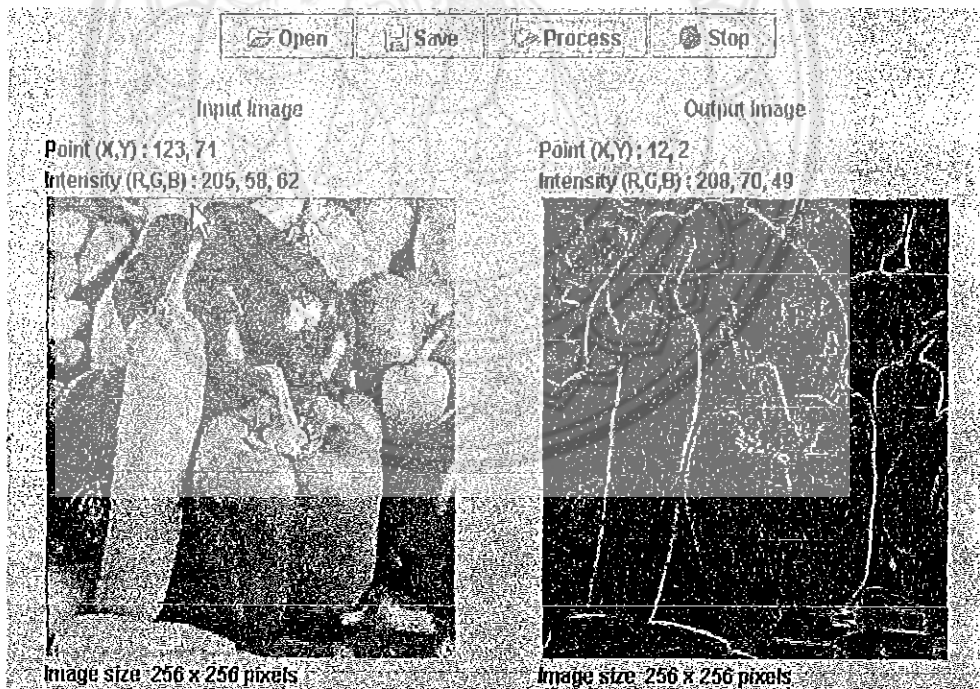 Open Save Process Stop
Input Image Output Image
Point (X,Y) : 123, 71 Point (X,Y) : 12, 2
Intensity (R,G,B) : 205, 58, 62 Intensity (R,G,B) : 208, 70, 49
Image size 256 x 256 pixels Image size 256 x 256 pixels